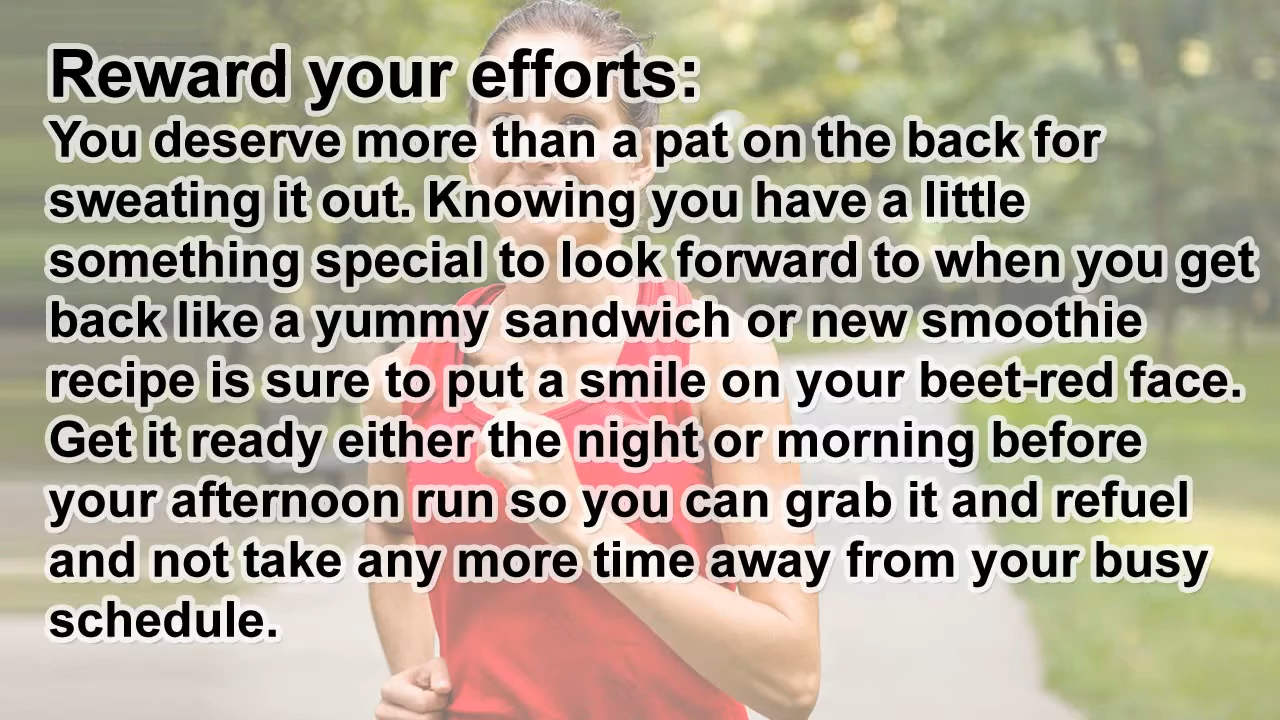 Reward your efforts:
You deserve more than a pat on the back for
sweating it out. Knowing you have a little
something special to look forward to when you get
back like a yummy sandwich or new smoothie
recipe is sure to put a smile on your beet-red face.
Get it ready either the night or morning before
your afternoon run so you can grab it and refuel
and not take any more time away from your busy
schedule.